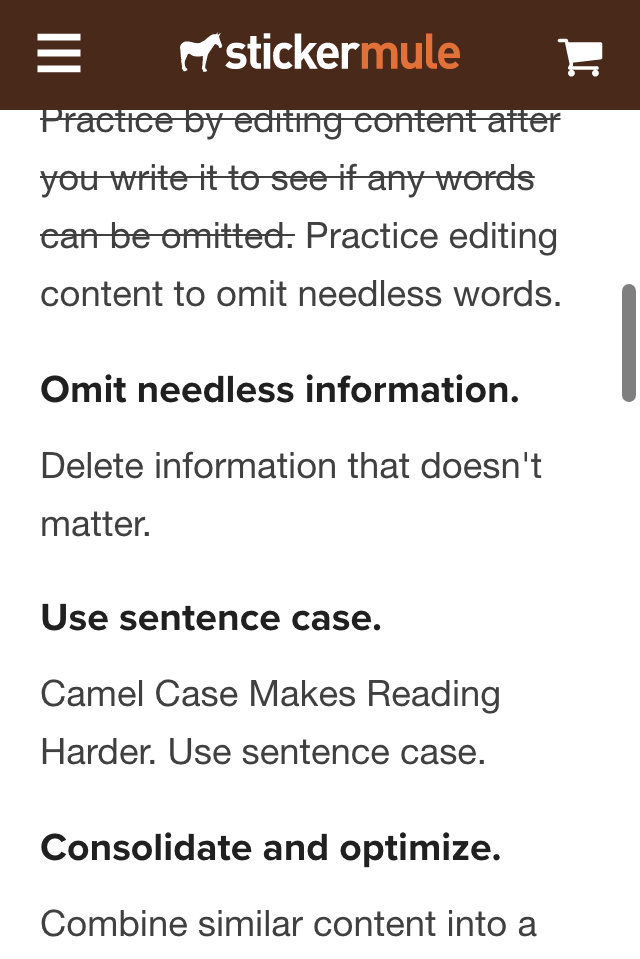 stickermule
Practice by editing content after
you write it to see if any words
can be omitted. Practice editing
content to omit needless words.
Omit needless information.
Delete information that doesn't
matter.
Use sentence case.
Camel Case Makes Reading
Harder. Use sentence case.
Consolidate and optimize.
Combine similar content into a